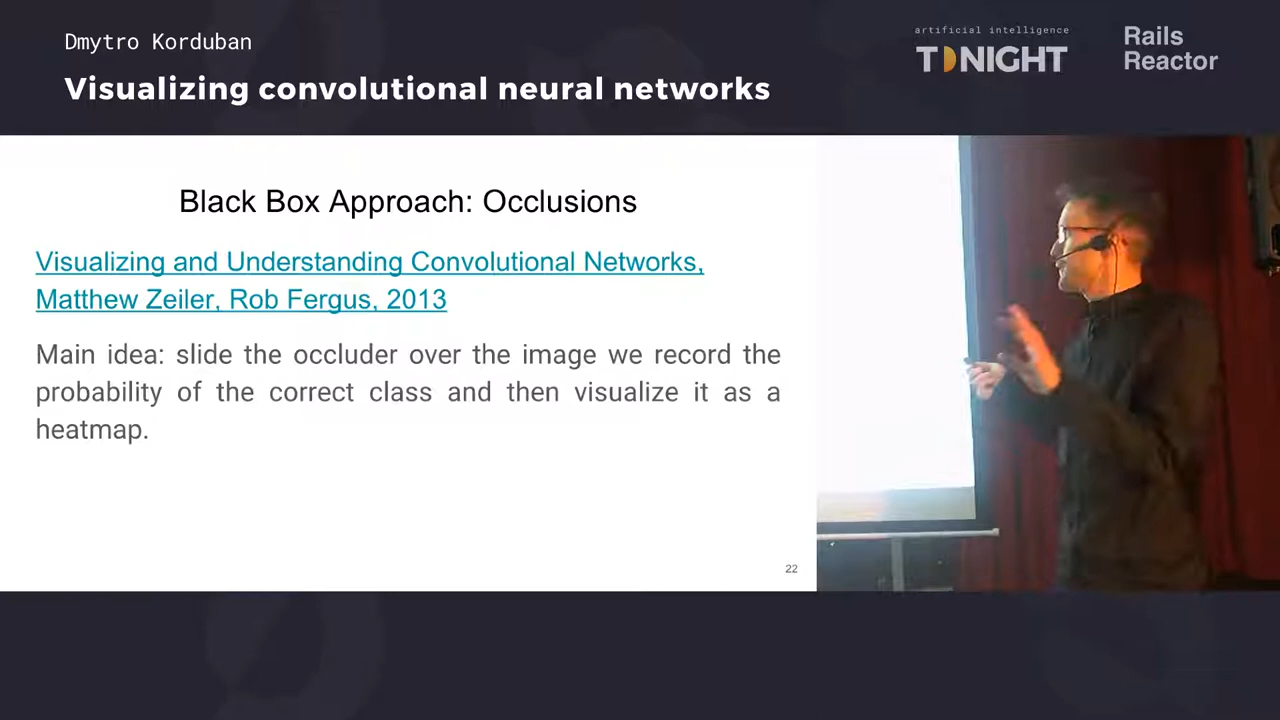 Dmytro Korduban
Visualizing convolutional neural networks
artificial intelligence
TONIGHT
Rails
Reactor
Black Box Approach: Occlusions
Visualizing and Understanding Convolutional Networks,
Matthew Zeiler, Rob Fergus, 2013
Main idea: slide the occluder over the image we record the
probability of the correct class and then visualize it as a
heatmap.
22